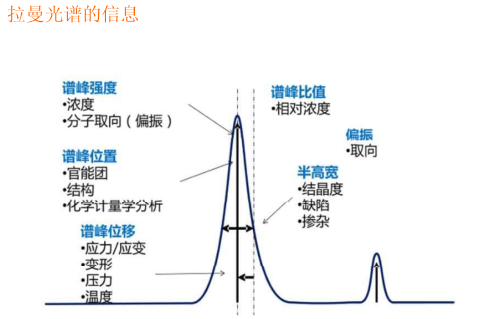 拉曼光谱的信息
谱峰强度
•浓度
•分子取向（偏振）
谱峰比值
•相对浓度
偏振
•取向
谱峰位置
•官能团
•结构
•化学计量学分析
半高宽
•结晶度
•缺陷
•掺杂
谱峰位移
•应力/应变
•变形
•压力
•温度